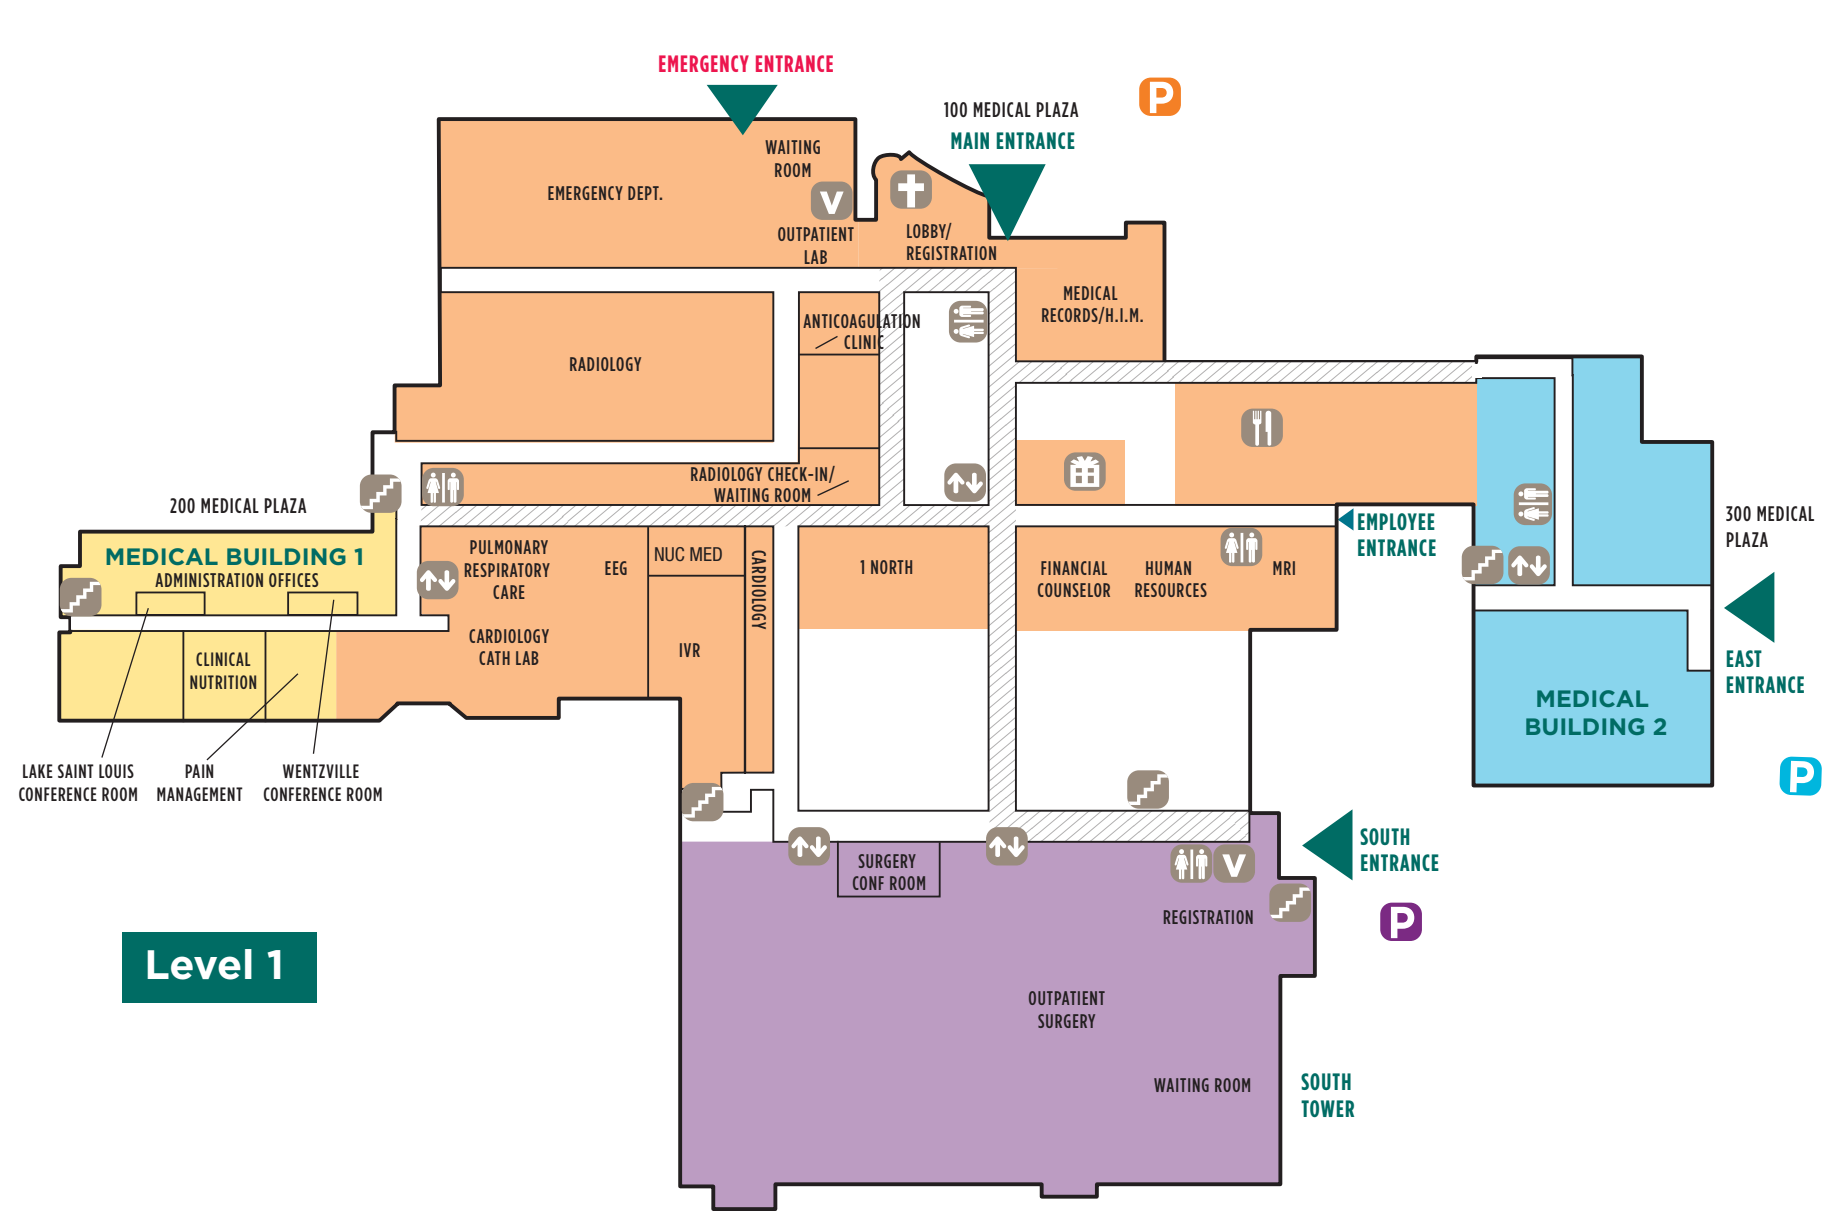 EMERGENCY ENTRANCE
P
100 MEDICAL PLAZA
MAIN ENTRANCE
WAITING
ROOM
EMERGENCY DEPT.
V
OUTPATIENT
LAB
LOBBY/
REGISTRATION
MEDICAL
RECORDS/H.I.M.
ANTICOAGULATION
CLINIC
RADIOLOGY
RADIOLOGY CHECK-IN/
WAITING ROOM
200 MEDICAL PLAZA
MEDICAL BUILDING 1
ADMINISTRATION OFFICES
PULMONARY
RESPIRATORY
CARE
EEG
NUC MED
CARDIOLOGY
1 NORTH
FINANCIAL
COUNSELOR
HUMAN
RESOURCES
MRI
EMPLOYEE
ENTRANCE
300 MEDICAL
PLAZA
CARDIOLOGY
CATH LAB
IVR
CLINICAL
NUTRITION
EAST
ENTRANCE
MEDICAL
BUILDING 2
LAKE SAINT LOUIS
CONFERENCE ROOM
PAIN
MANAGEMENT
WENTZVILLE
CONFERENCE ROOM
P
SOUTH
ENTRANCE
SURGERY
CONF ROOM
V
REGISTRATION
P
Level 1
OUTPATIENT
SURGERY
WAITING ROOM
SOUTH
TOWER